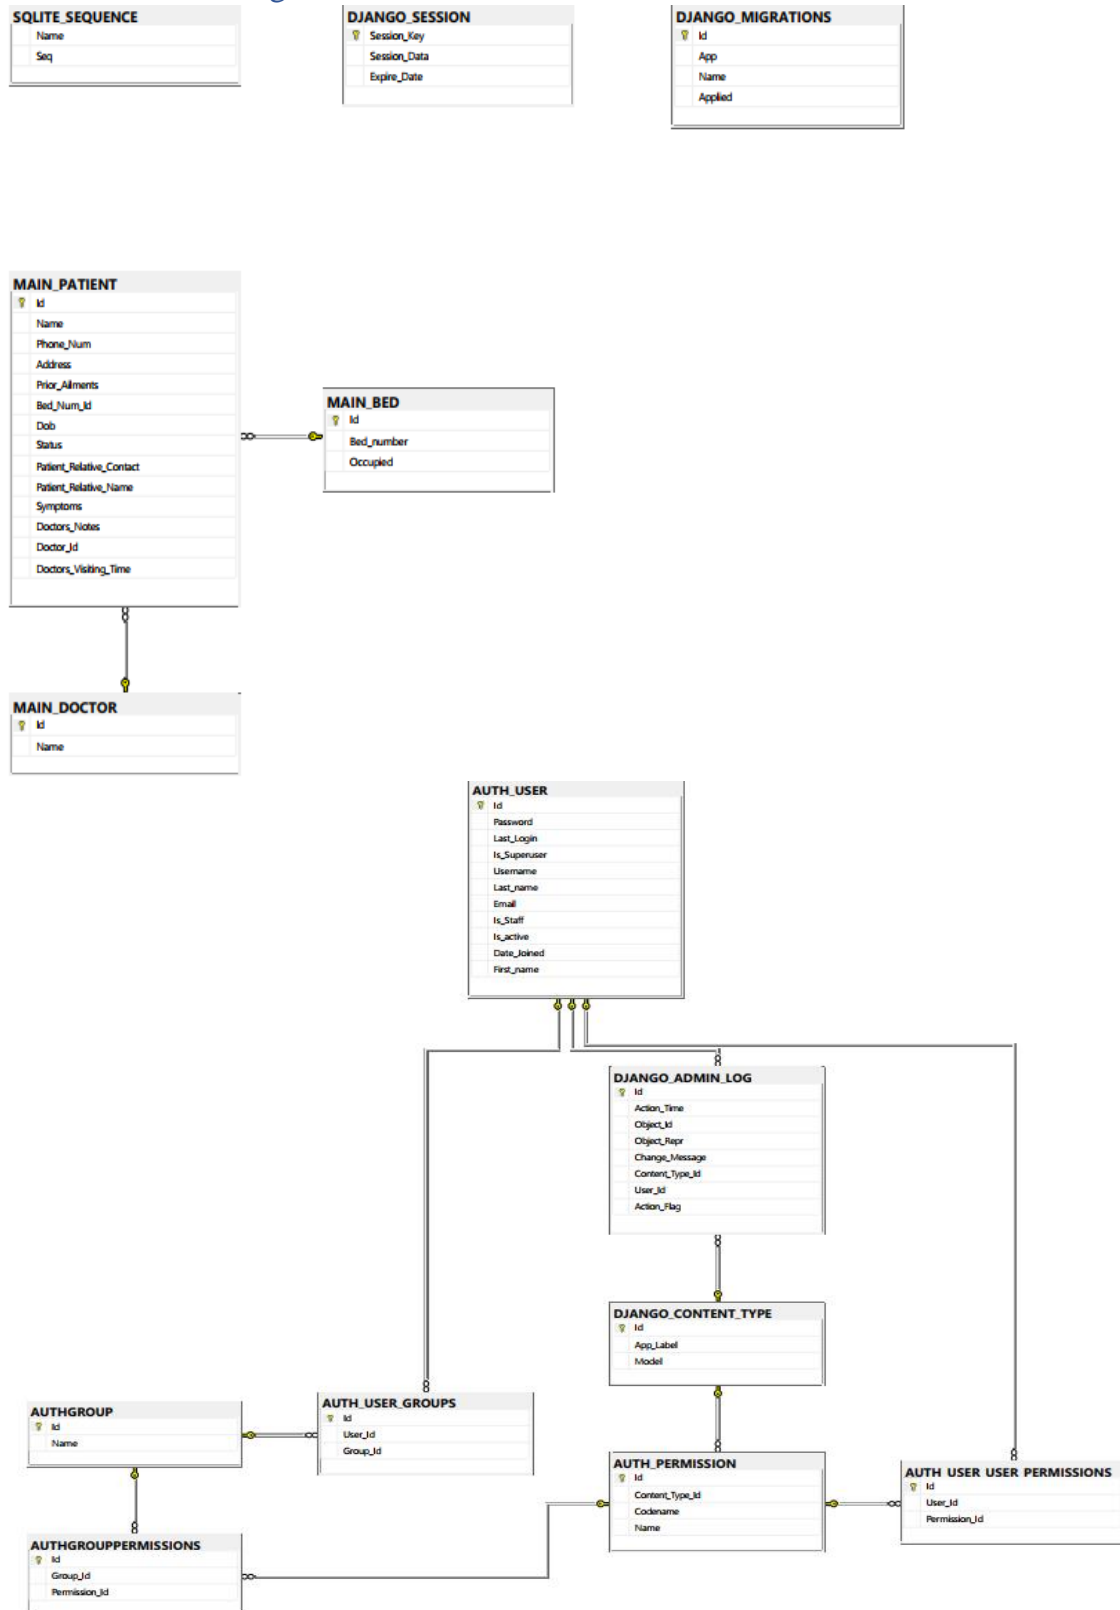 SQLITE_SEQUENCE
Name
Seq
DJANGO_SESSION
Session_Key
Session_Data
Expire_Date
DJANGO_MIGRATIONS
Id
App
Name
Applied
MAIN_PATIENT
Id
Name
Phone_Num
Address
Prior_Ailments
Bed_Num_Id
Dob
Status
Patient_Relative_Contact
Patient_Relative_Name
Symptoms
Doctors_Notes
Doctor_Id
Doctors_Visiting_Time
MAIN_BED
Id
Bed_number
Occupied
MAIN_DOCTOR
Id
Name
AUTH_USER
Id
Password
Last_Login
Is_Superuser
Username
Last_name
Email
Is_Staff
Is_active
Date_Joined
First_name
DJANGO_ADMIN_LOG
Id
Action_Time
Object_Id
Object_Repr
Change_Message
Content_Type_Id
User_Id
Action_Flag
DJANGO_CONTENT_TYPE
Id
App_Label
Model
AUTHGROUP
Id
Name
AUTH_USER_GROUPS
Id
User_Id
Group_Id
AUTH_PERMISSION
Id
Content_Type_Id
Codename
Name
AUTH USER USER PERMISSIONS
Id
User_Id
Permission_Id
AUTHGROUPPERMISSIONS
Id
Group_Id
Permission_Id